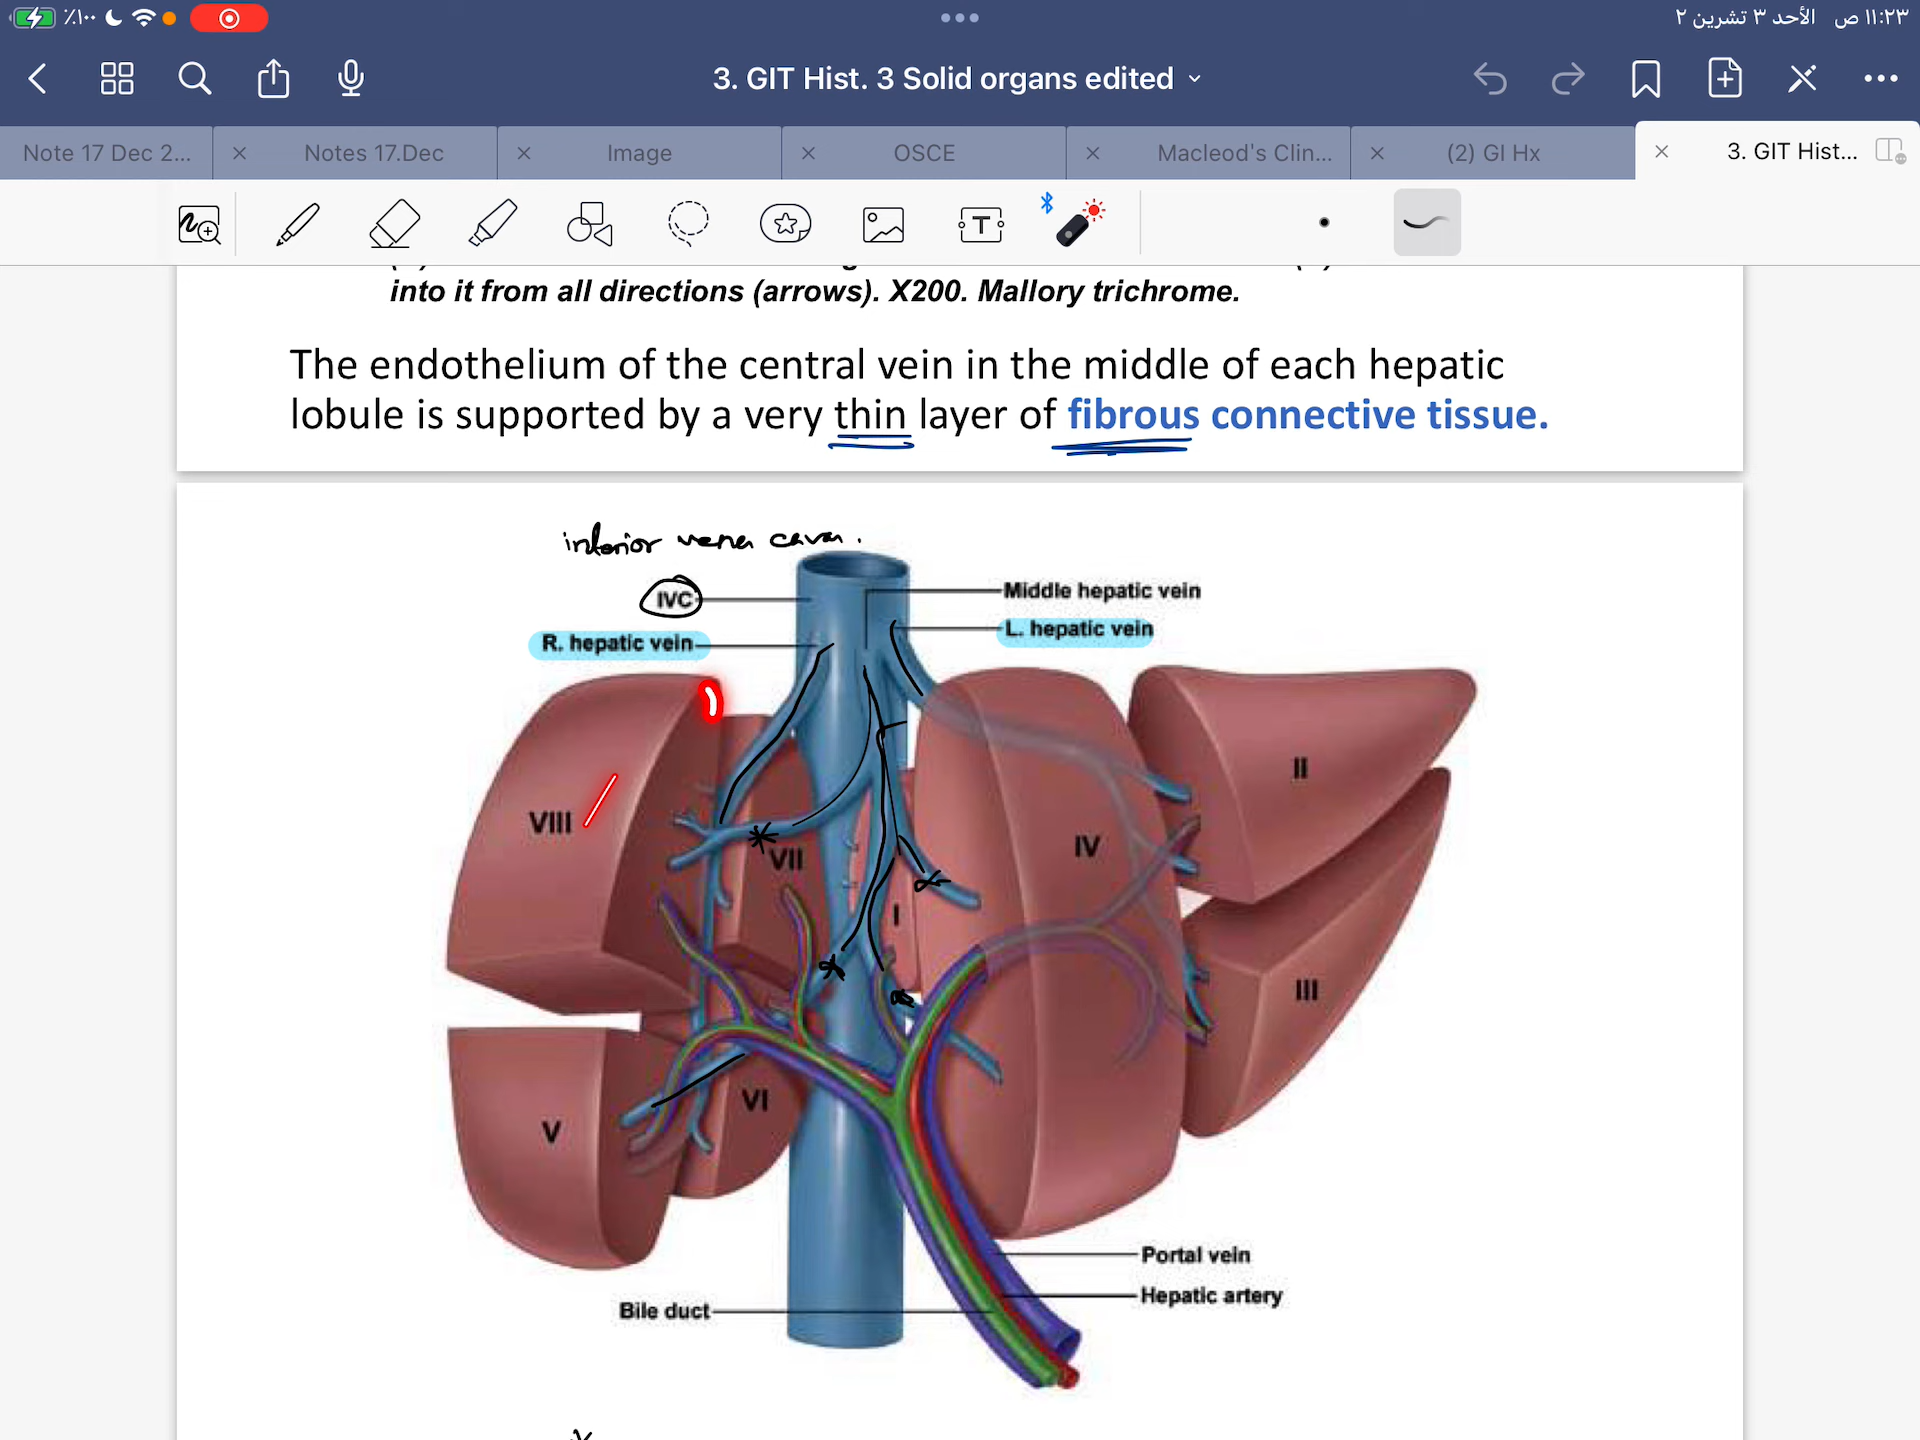 ٪١٠٠
١١:٢٣ ص الأحد ٣ تشرين ٢
3. GIT Hist. 3 Solid organs edited
Note 17 Dec 2...
Notes 17.Dec
Image
OSCE
Macleod's Clin...
(2) GI Hx
3. GIT Hist...
T
into it from all directions (arrows). X200. Mallory trichrome.
The endothelium of the central vein in the middle of each hepatic
lobule is supported by a very thin layer of fibrous connective tissue.
inferior vena cava.
IVC
Middle hepatic vein
R. hepatic vein
L. hepatic vein
II
VIII
IV
VII
I
III
VI
V
Portal vein
Hepatic artery
Bile duct